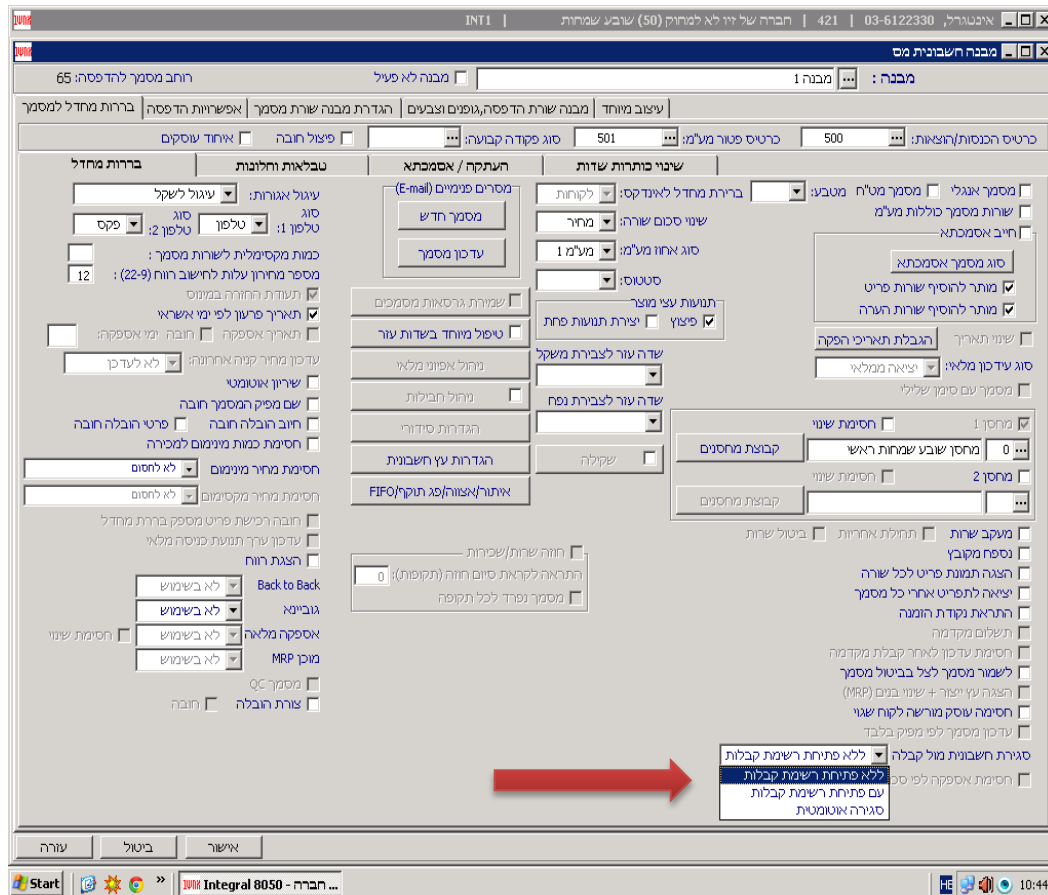 אינטגרל, 03-6122330 | 421 | חברה של זיו לא למחוק (50) שובע שמחות | INT1
מבנה חשבונית מס
מבנה : ... מבנה 1 מבנה לא פעיל רוחב מסמך להדפסה: 65
עיצוב מיוחד מבנה שורת הדפסה,גופנים וצבעים הגדרת מבנה שורת מסמך אפשרויות הדפסה בררות מחדל למסמך
כרטיס הכנסות/הוצאות: ... 500 כרטיס פטור מע"מ: ... 501 סוג פקודה קבועה: ... פיצול חובה איחוד עוסקים
שינוי כותרות שדות העתקה / אסמכתא טבלאות וחלונות בררות מחדל
מסמך אנגלי מסמך מט"ח מטבע:
שורות מסמך כוללות מע"מ
חייב אסמכתא
סוג מסמך אסמכתא
מותר להוסיף שורות פריט
מותר להוסיף שורות הערה
שינוי תאריך הגבלת תאריכי הפקה
סוג עידכון מלאי: יציאה ממלאי
מסמך עם סימן שלילי
מחסן 1 חסימת שינוי
... 0 מחסן שובע שמחות ראשי קבוצת מחסנים
מחסן 2 חסימת שינוי
... קבוצת מחסנים
מעקב שרות תחילת אחריות ביטול שרות
נספח מקובץ
הצגה תמונת פריט לכל שורה
יציאה לתפריט אחרי כל מסמך
התראת נקודת הזמנה
תשלום מקדמה
חסימת עדכון לאחר קבלת מקדמה
לשמור מסמך לצל בביטול מסמך
הצגה עץ ייצור + שינוי בנים (MRP)
חסימה עוסק מורשה לקוח שגוי
עדכון מסמך לפי מפיק בלבד
סגירת חשבונית מול קבלה ללא פתיחת רשימת קבלות
ללא פתיחת רשימת קבלות
עם פתיחת רשימת קבלות
סגירה אוטומטית
חסימת אספקה לפי סכ
ברירת מחדל לאינדקס: לקוחות
שינוי סכום שורה: מחיר
סוג אחוז מע"מ: מע"מ 1
סטטוס:
תנועות עצי מוצר
פיצוץ יצירת תנועות פחת
שדה עזר לצבירת משקל
שדה עזר לצבירת נפח
שקילה
מסרים פנימיים (E-mail)
מסמך חדש
עדכון מסמך
שמירת גרסאות מסמכים
טיפול מיוחד בשדות עזר
ניהול אפיוני מלאי
ניהול חבילות
הגדרות סידורי
הגדרות עץ חשבונית
איתור/אצווה/פג תוקף/FIFO
חוזה שרות/שכירות
התראה לקראת סיום חוזה (תקופות): 0
מסמך נפרד לכל תקופה
עיגול אגורות: עיגול לשקל
סוג טלפון 1: טלפון סוג טלפון 2: פקס
כמות מקסימלית לשורות מסמך :
מספר מחירון עלות לחישוב רווח (22-9) : 12
תעודת החזרה במינוס
תאריך פרעון לפי ימי אשראי
תאריך אספקה חובה ימי אספקה:
עדכון מחיר קניה אחרונה: לא לעדכן
שריון אוטומטי
שם מפיק המסמך חובה
חיוב הובלה חובה פרטי הובלה חובה
חסימת כמות מינימום למכירה
חסימת מחיר מינימום לא לחסום
חסימת מחיר מקסימום לא לחסום
חובה רכישת פריט מספק בררת מחדל
עדכון ערך תנועת כניסה מלאי
הצגת רווח
Back to Back לא בשימוש
גוביינא לא בשימוש
אספקה מלאה לא בשימוש חסימת שינוי
מוכן MRP לא בשימוש
מסמך QC
צורת הובלה חובה
אישור ביטול עזרה
Start » חברה - Integral 8050 ... HE 10:44